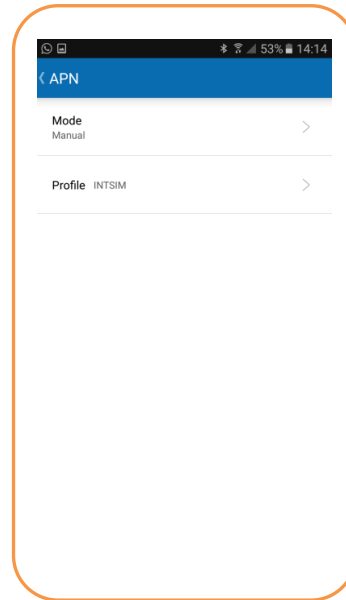 53% 14:14
APN
Mode
Manual
Profile INTSIM